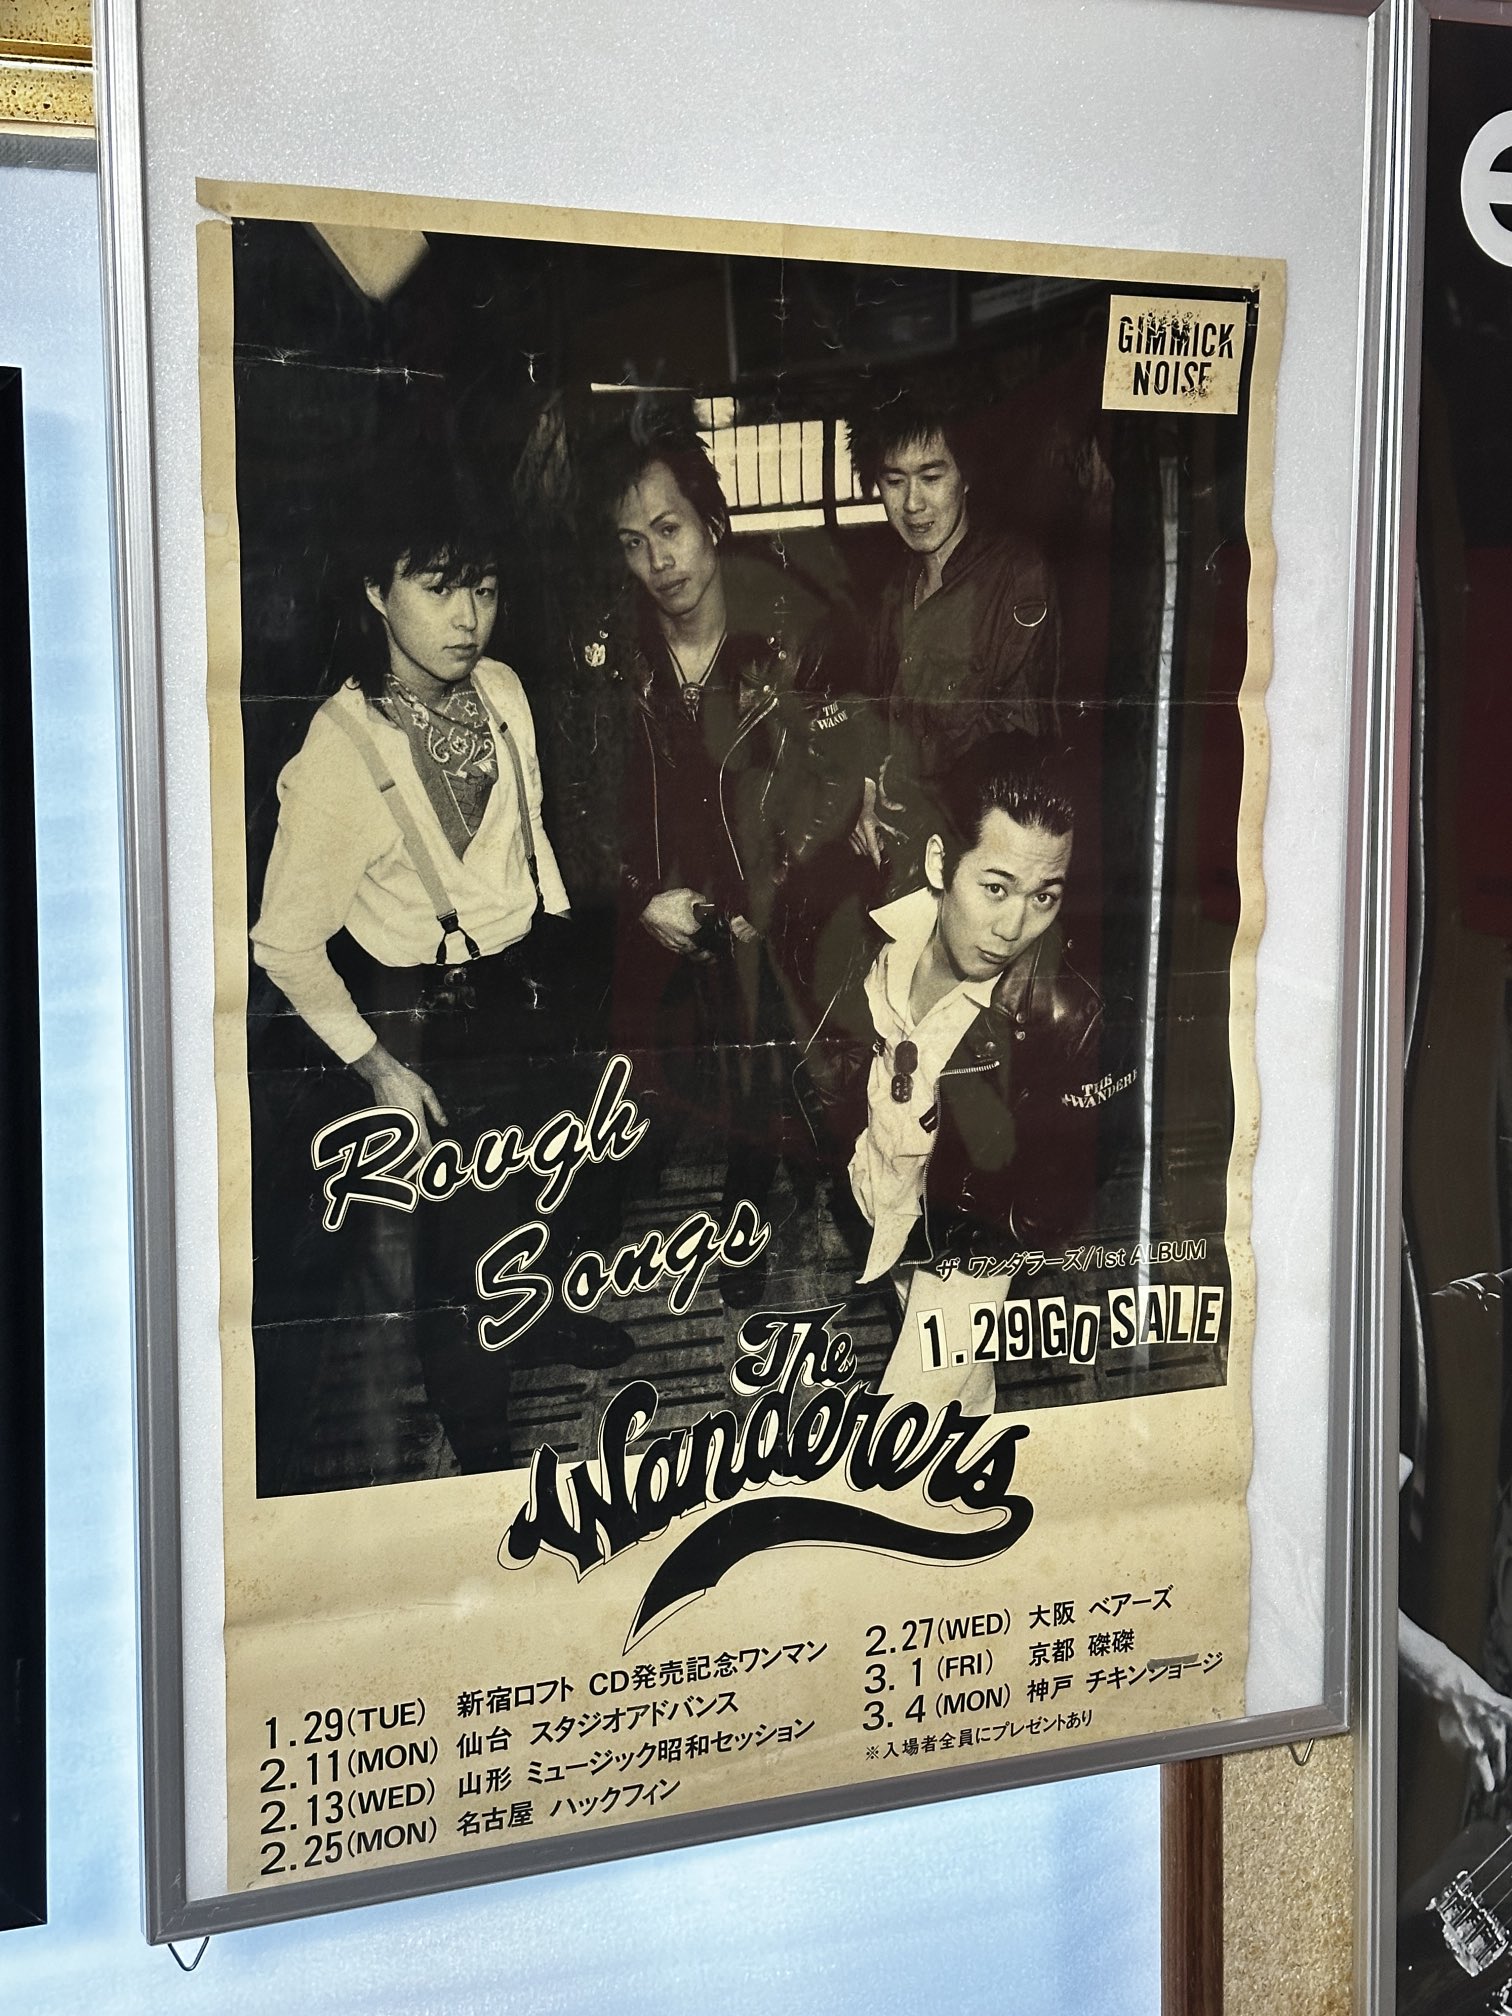 GIMMICK
NOISE
THE
THE
WANDERE
Rough
Songs
ザ ワンダラーズ/1st ALBUM
1.29 GO SALE
The
Wanderers
1.29(TUE) 新宿ロフト CD発売記念ワンマン
2.11(MON) 仙台 スタジオアドバンス
2.13(WED) 山形 ミュージック昭和セッション
2.25(MON) 名古屋 ハックフィン
2.27(WED) 大阪 ベアーズ
3. 1(FRI) 京都 磔磔
3. 4(MON) 神戸 チキンジョージ
※入場者全員にプレゼントあり